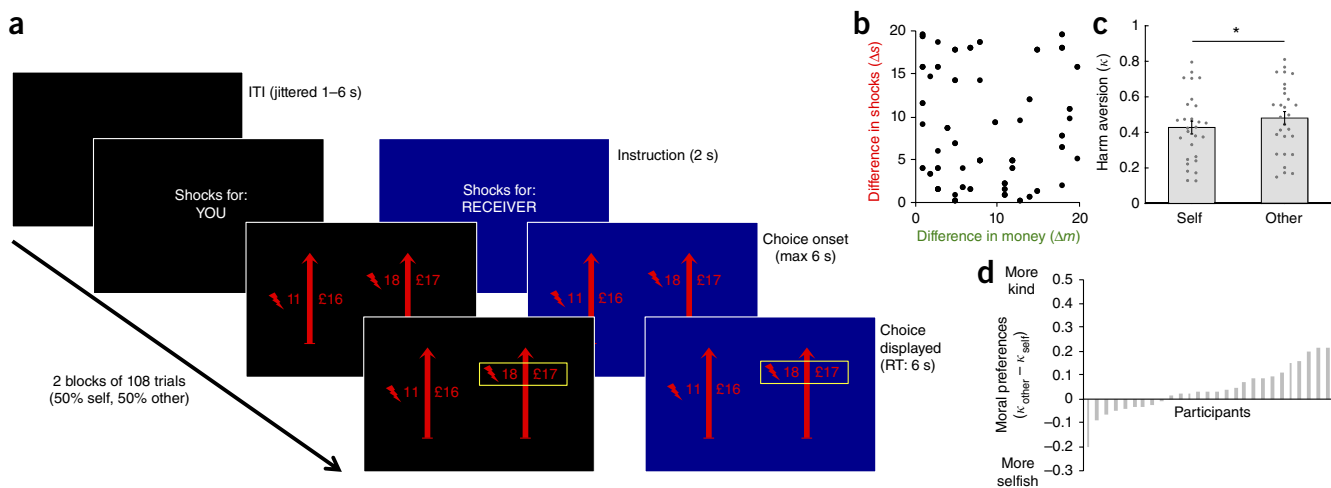 a
ITI (jittered 1–6 s)
Shocks for:
YOU
Shocks for:
RECEIVER
Instruction (2 s)
11 £16
18 £17
11 £16
18 £17
Choice onset
(max 6 s)
11 £16
18 £17
11 £16
18 £17
Choice
displayed
(RT: 6 s)
2 blocks of 108 trials
(50% self, 50% other)
b
Difference in shocks (Δs)
20
15
10
5
0
0 10 20
Difference in money (Δm)
c
*
Harm aversion (κ)
1
0.8
0.6
0.4
0.2
0
Self Other
d
More
kind
Moral preferences
(κ other – κ self)
0.5
0.4
0.3
0.2
0.1
0
–0.1
–0.2
–0.3
Participants
More
selfish